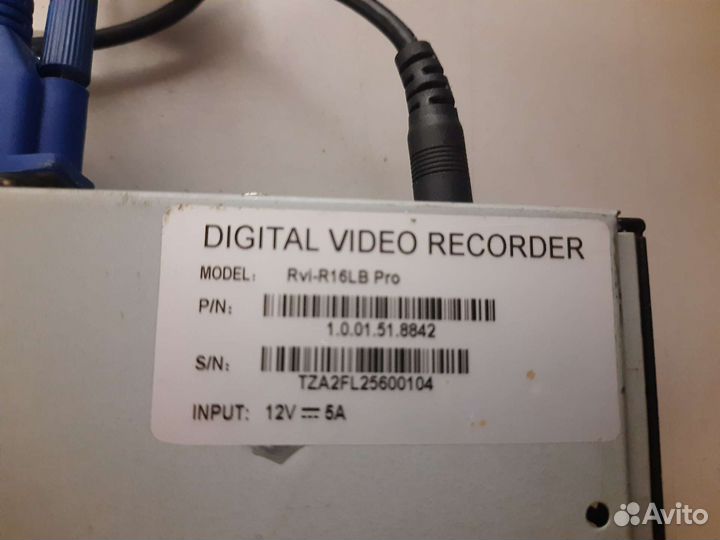 DIGITAL VIDEO RECORDER
MODEL: Rvi-R16LB Pro
P/N:
1.0.01.51.8842
S/N:
TZA2FL25600104
INPUT: 12V ⎓ 5A
Avito